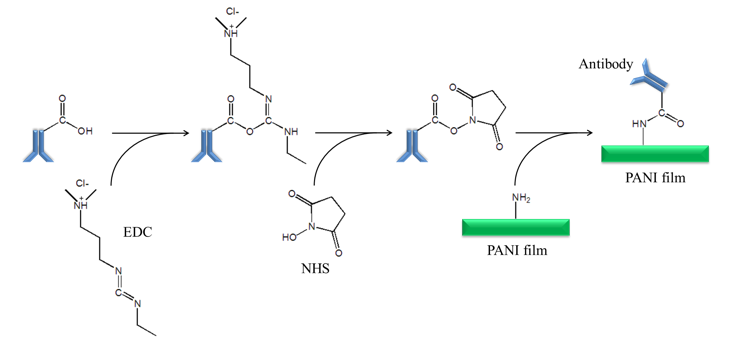 Cl-
+
NH
N
Antibody
O
O
O
O
C
OH
C
O
C
NH
C
O
N
O
HN
C
O
PANI film
Cl-
+
NH
EDC
N
C
N
O
N
HO
O
NHS
NH2
PANI film